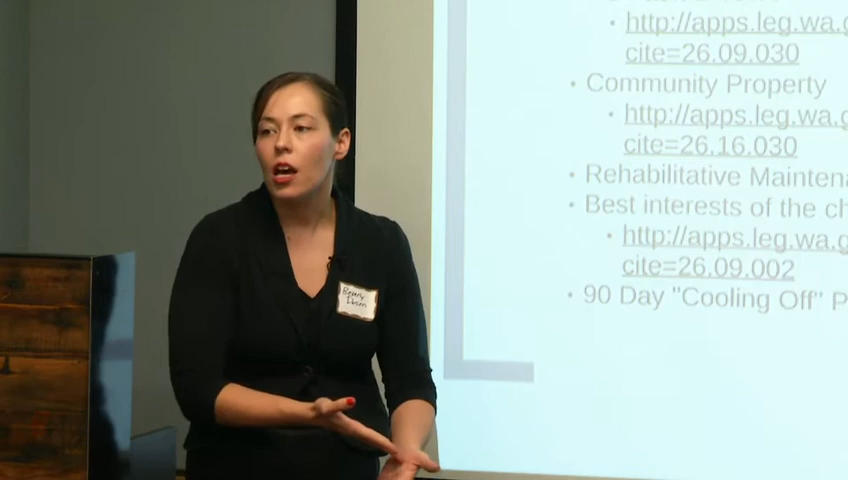 http://apps.leg.wa.g
cite=26.09.030
• Community Property
• http://apps.leg.wa.g
cite=26.16.030
• Rehabilitative Maintena
• Best interests of the ch
• http://apps.leg.wa.g
cite=26.09.002
• 90 Day "Cooling Off" P